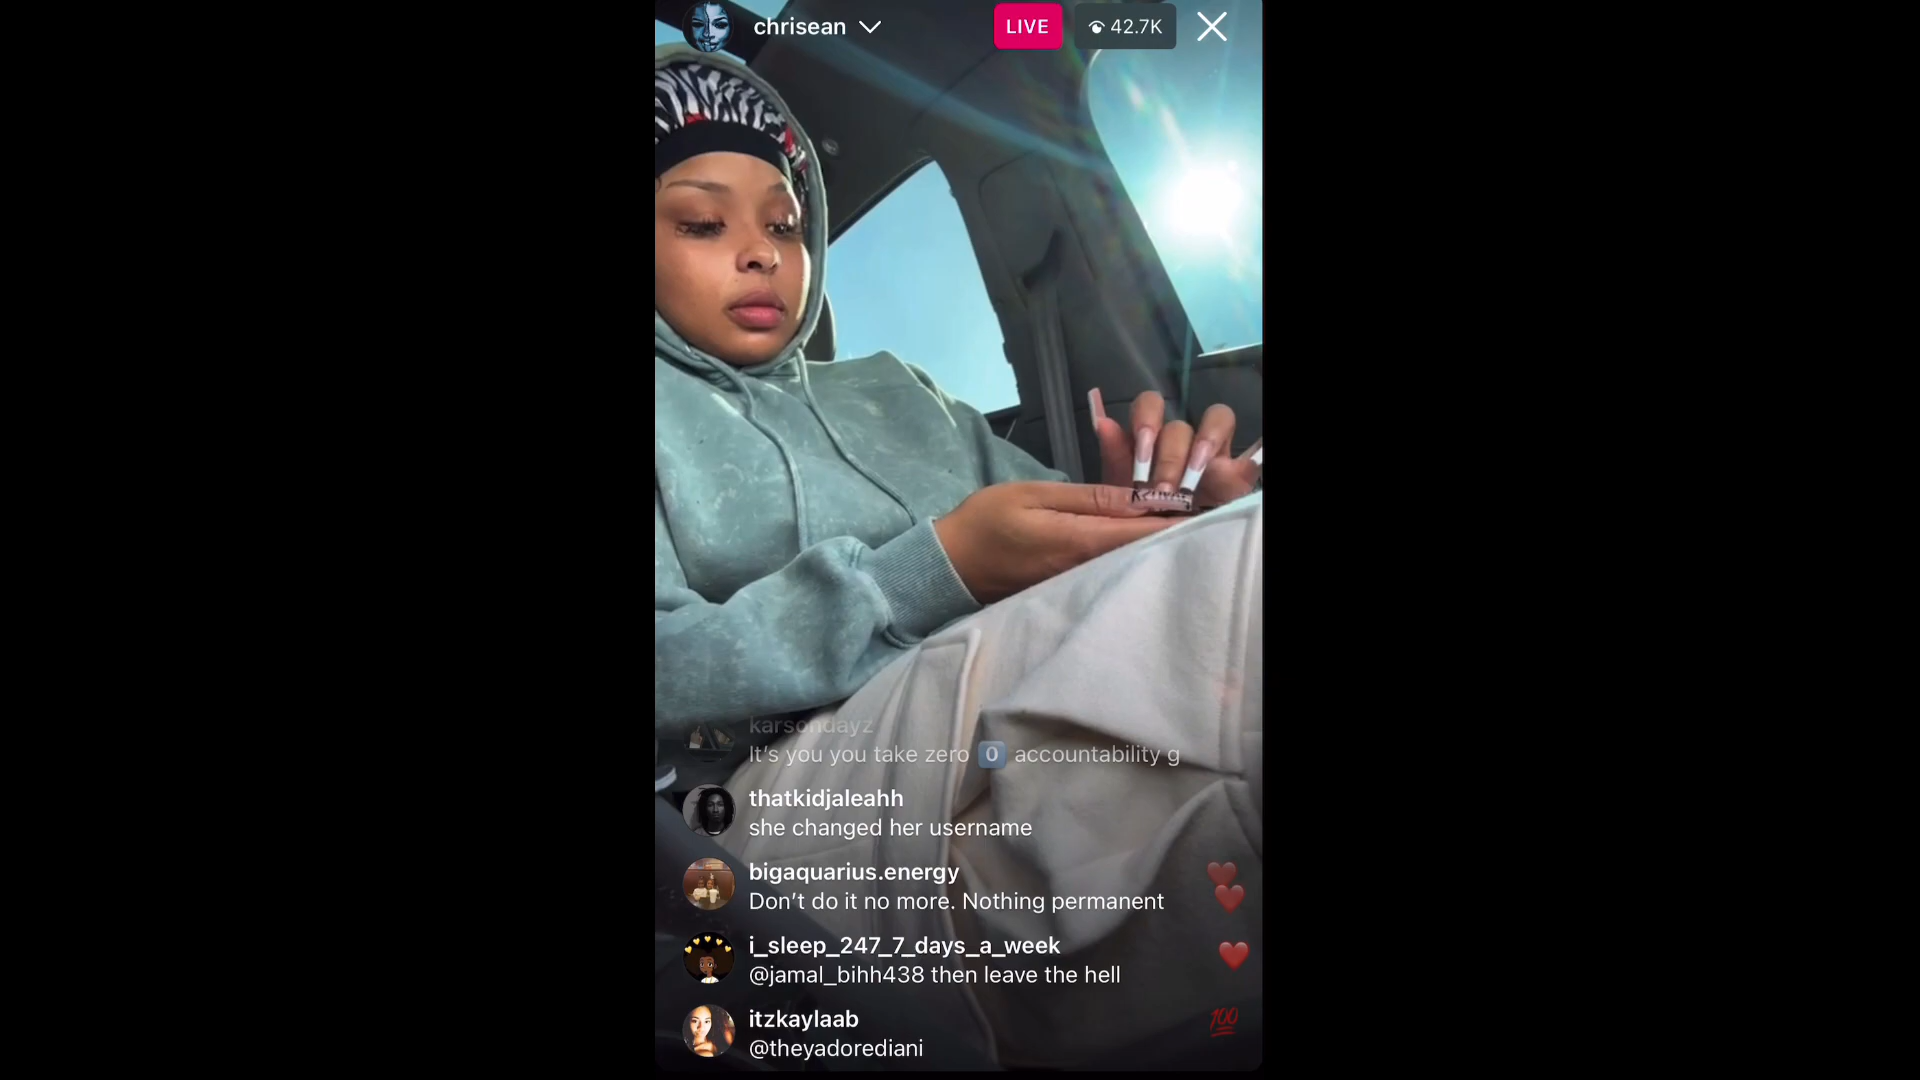 chrisean
LIVE
42.7K
karsondayz
It’s you you take zero 0️⃣ accountability g
thatkidjaleahh
she changed her username
bigaquarius.energy
Don’t do it no more. Nothing permanent
i_sleep_247_7_days_a_week
@jamal_bihh438 then leave the hell
💯
itzkaylaab
@theyadorediani